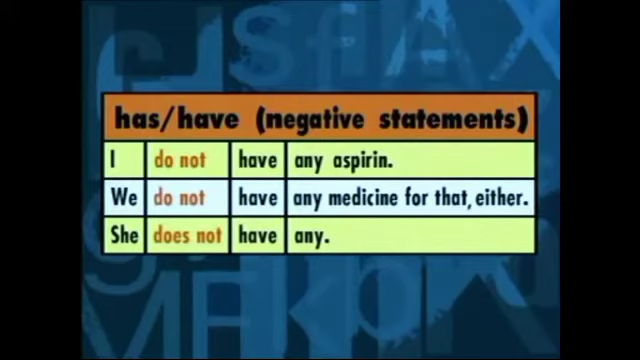 has/have (negative statements)
I do not have any aspirin.
We do not have any medicine for that, either.
She does not have any.